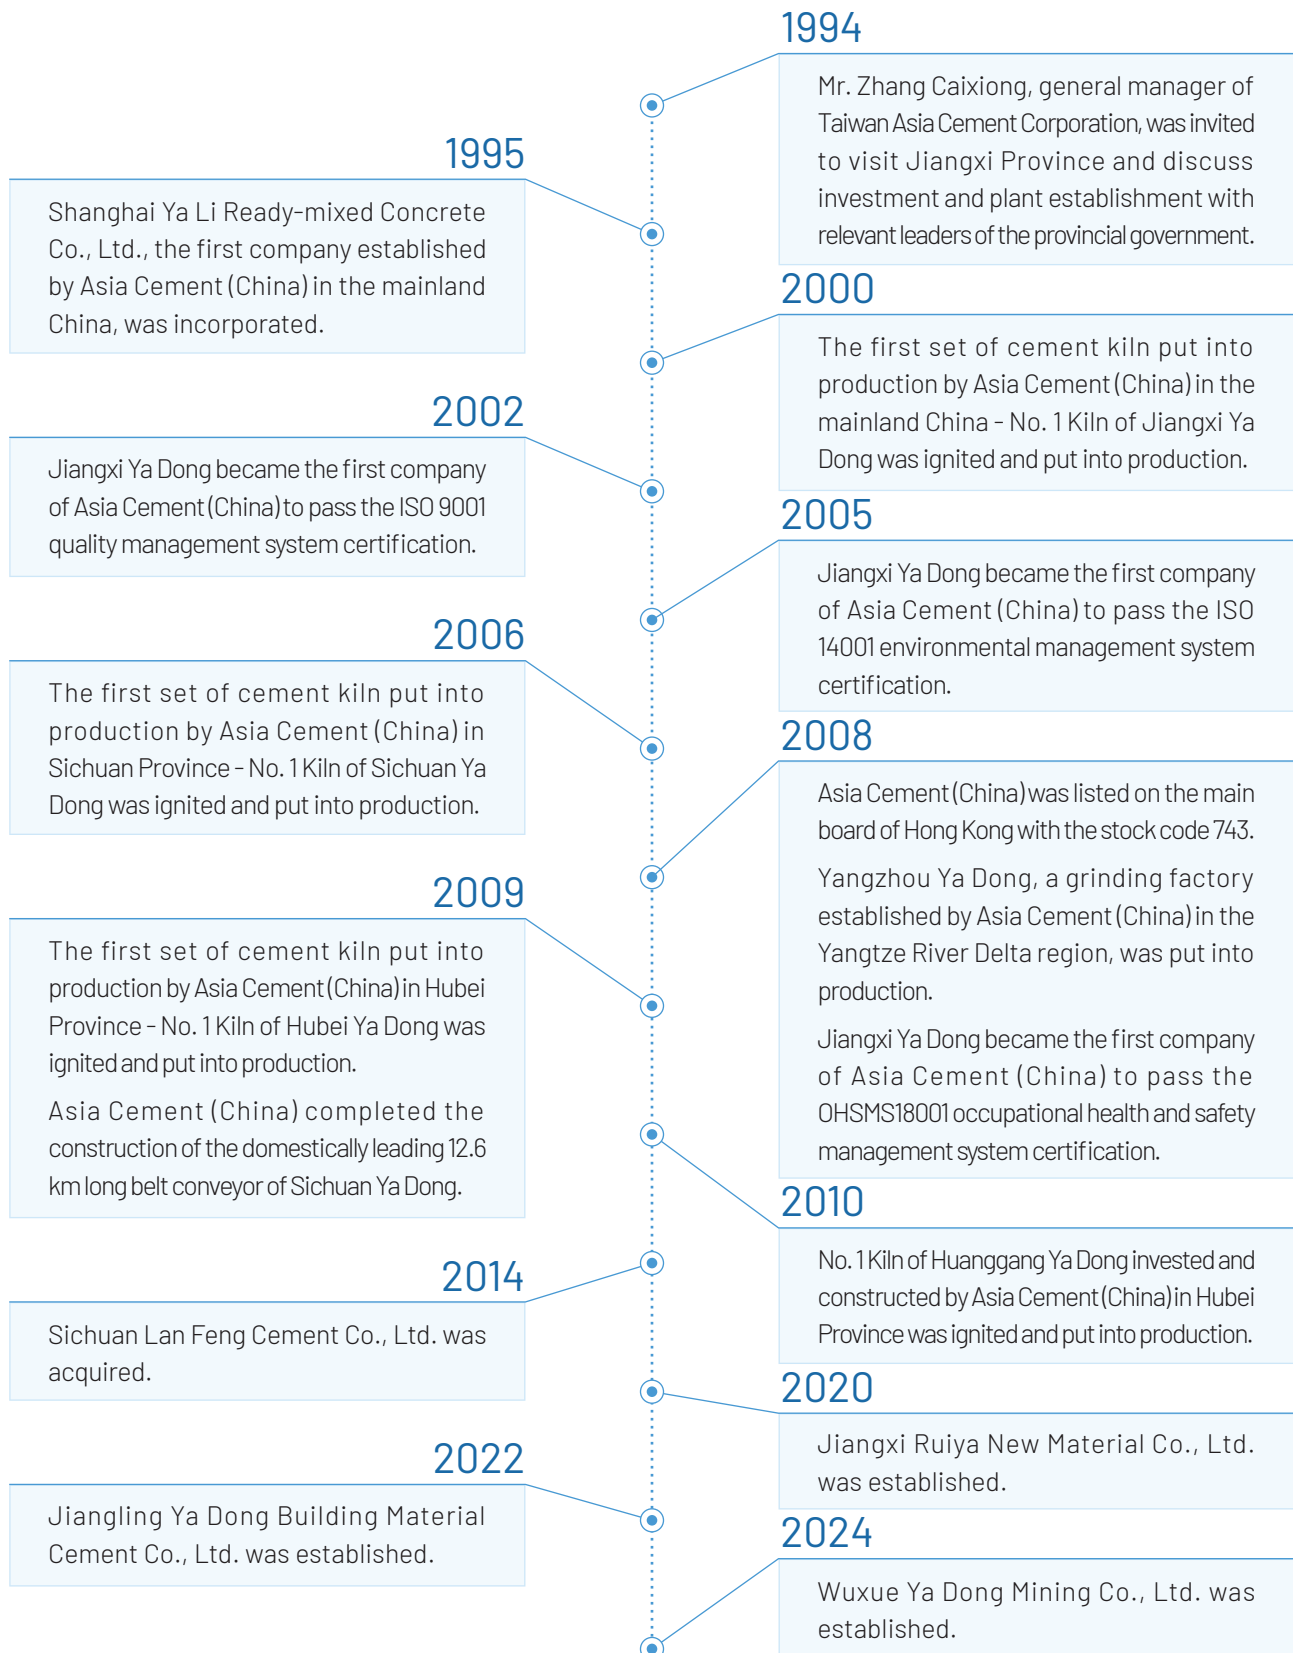 1994
Mr. Zhang Caixiong, general manager of
Taiwan Asia Cement Corporation, was invited
to visit Jiangxi Province and discuss
investment and plant establishment with
relevant leaders of the provincial government.
1995
Shanghai Ya Li Ready-mixed Concrete
Co., Ltd., the first company established
by Asia Cement (China) in the mainland
China, was incorporated.
2000
The first set of cement kiln put into
production by Asia Cement (China) in the
mainland China - No. 1 Kiln of Jiangxi Ya
Dong was ignited and put into production.
2002
Jiangxi Ya Dong became the first company
of Asia Cement (China) to pass the ISO 9001
quality management system certification.
2005
Jiangxi Ya Dong became the first company
of Asia Cement (China) to pass the ISO
14001 environmental management system
certification.
2006
The first set of cement kiln put into
production by Asia Cement (China) in
Sichuan Province - No. 1 Kiln of Sichuan Ya
Dong was ignited and put into production.
2008
Asia Cement (China) was listed on the main
board of Hong Kong with the stock code 743.
Yangzhou Ya Dong, a grinding factory
established by Asia Cement (China) in the
Yangtze River Delta region, was put into
production.
Jiangxi Ya Dong became the first company
of Asia Cement (China) to pass the
OHSMS18001 occupational health and safety
management system certification.
2009
The first set of cement kiln put into
production by Asia Cement (China) in Hubei
Province - No. 1 Kiln of Hubei Ya Dong was
ignited and put into production.
Asia Cement (China) completed the
construction of the domestically leading 12.6
km long belt conveyor of Sichuan Ya Dong.
2010
No. 1 Kiln of Huanggang Ya Dong invested and
constructed by Asia Cement (China) in Hubei
Province was ignited and put into production.
2014
Sichuan Lan Feng Cement Co., Ltd. was
acquired.
2020
Jiangxi Ruiya New Material Co., Ltd.
was established.
2022
Jiangling Ya Dong Building Material
Cement Co., Ltd. was established.
2024
Wuxue Ya Dong Mining Co., Ltd. was
established.